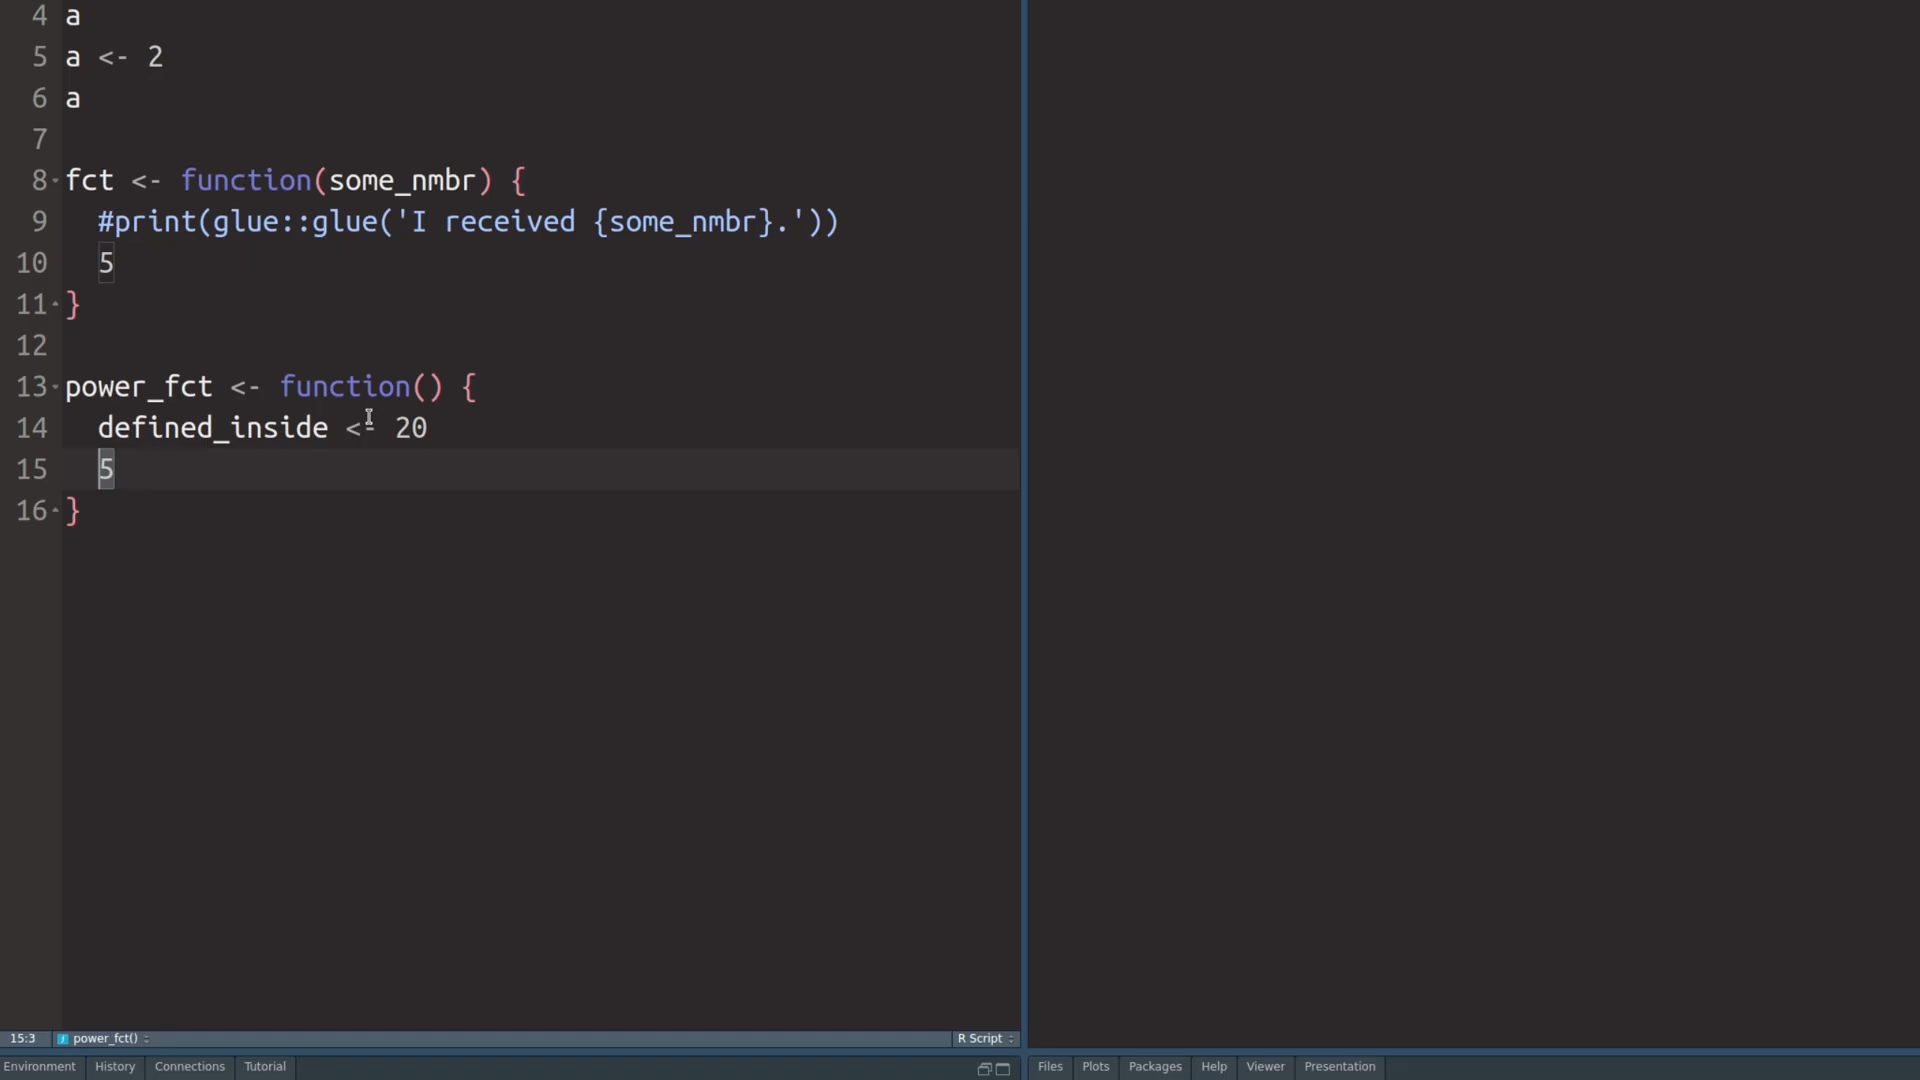 4 a
5 a <- 2
6 a
7
8 fct <- function(some_nmbr) {
9   #print(glue::glue('I received {some_nmbr}.'))
10   5
11 }
12
13 power_fct <- function() {
14   defined_inside <- 20
15   5
16 }
15:3 power_fct() R Script
Environment History Connections Tutorial
Files Plots Packages Help Viewer Presentation